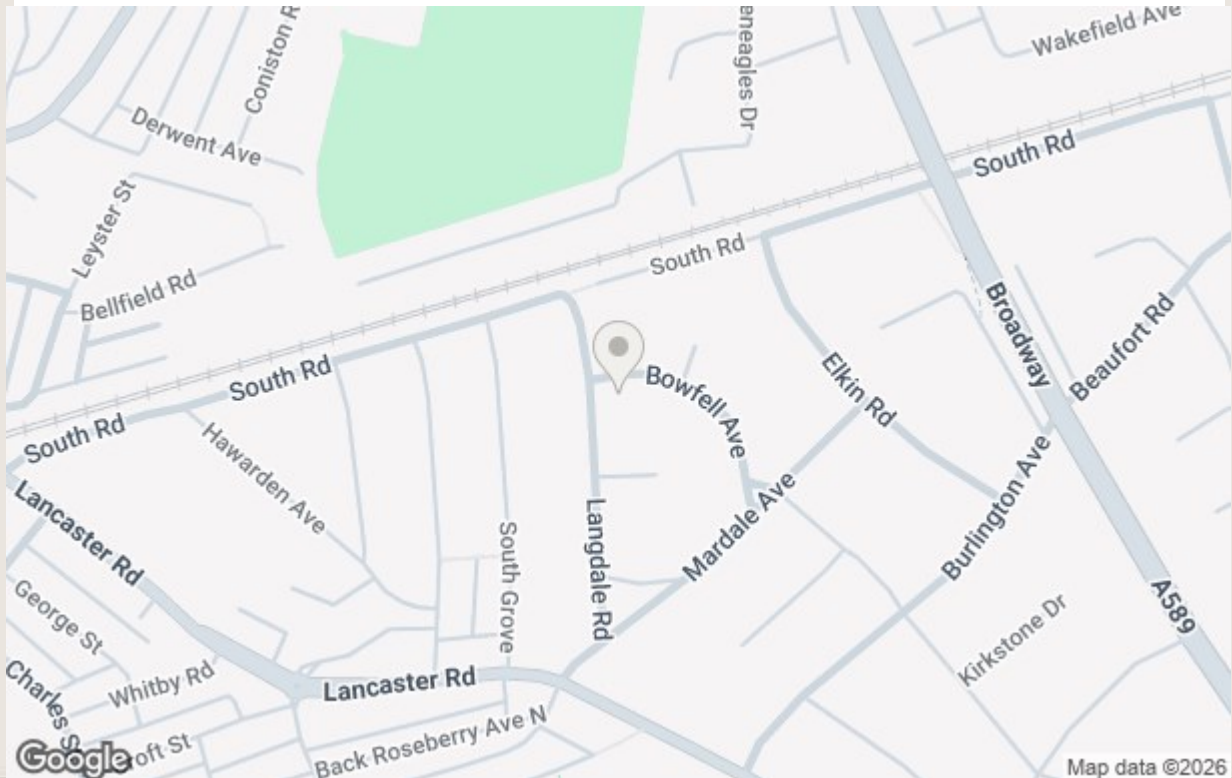 Coniston R
eneagles Dr
Wakefield Ave
Derwent Ave
South Rd
Leyster St
South Rd
Bellfield Rd
Broadway
Beaufort Rd
South Rd
Bowfell Ave
Elkin Rd
South Rd
Hawarden Ave
Lancaster Rd
Langdale Rd
Mardale Ave
Burlington Ave
South Grove
George St
A589
Kirkstone Dr
Charles S
Whitby Rd
Lancaster Rd
Back Roseberry Ave N
roft St
Google
Map data ©2026